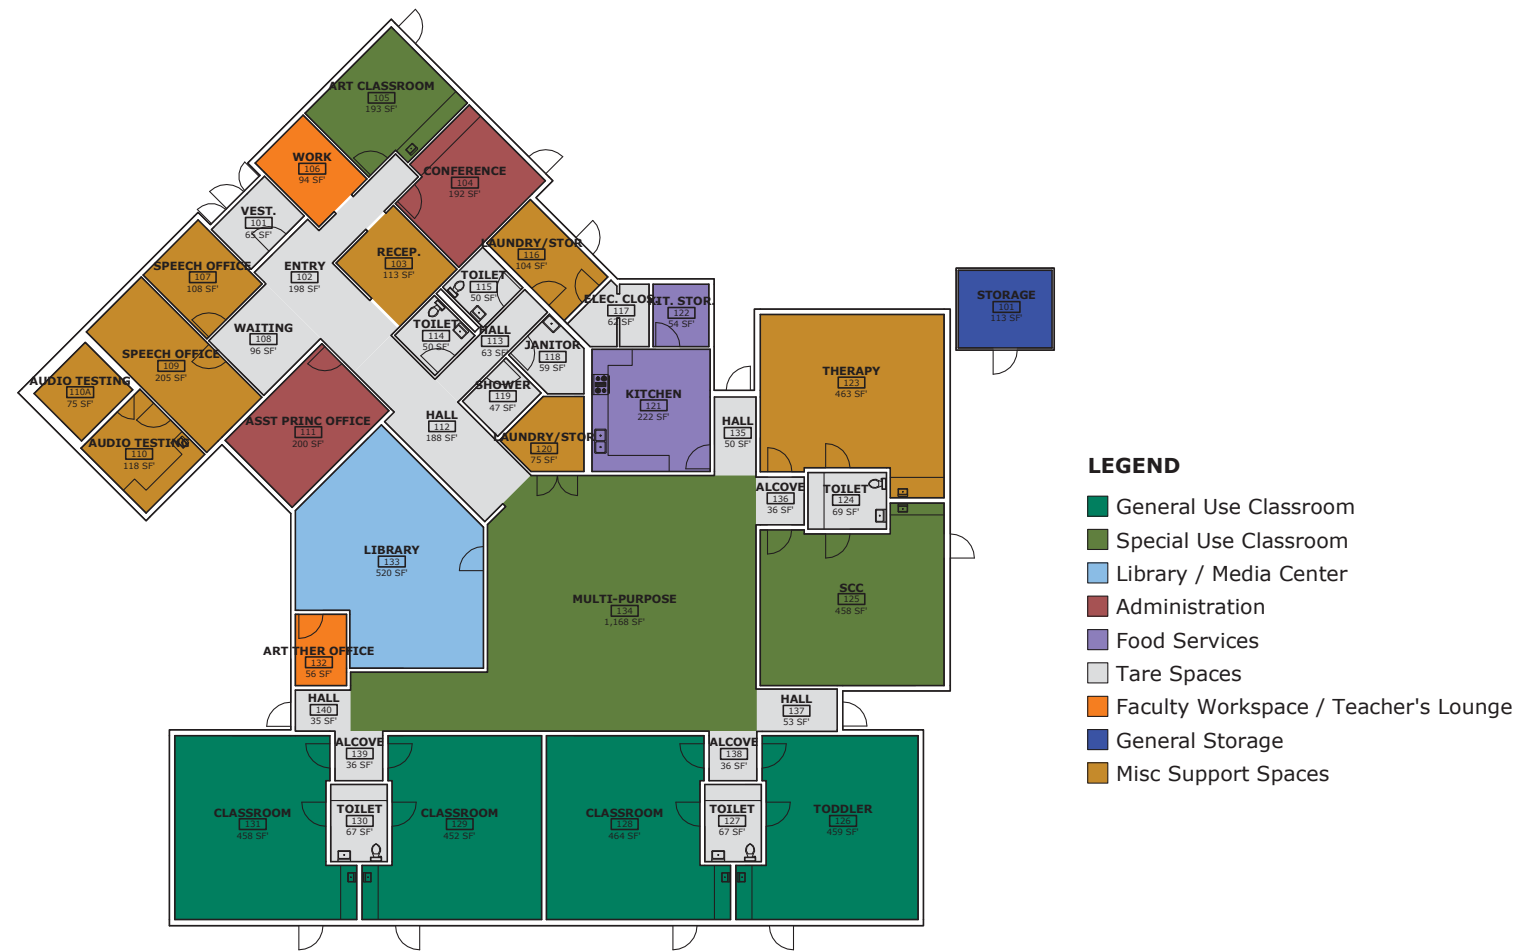 ART CLASSROOM
105
193 SF'
WORK
106
94 SF'
CONFERENCE
104
192 SF'
VEST.
101
65 SF'
SPEECH OFFICE
107
108 SF'
ENTRY
102
198 SF'
RECEP.
103
113 SF'
LAUNDRY/STOR
116
104 SF'
TOILET
115
50 SF'
ELEC. CLOS.
117
62 SF'
KIT. STOR.
122
54 SF'
STORAGE
101
113 SF'
WAITING
108
96 SF'
TOILET
114
50 SF'
HALL
113
63 SF'
JANITOR
118
59 SF'
SPEECH OFFICE
109
205 SF'
AUDIO TESTING
110A
75 SF'
SHOWER
119
47 SF'
KITCHEN
121
222 SF'
THERAPY
123
463 SF'
ASST PRINC OFFICE
111
200 SF'
HALL
112
188 SF'
HALL
135
50 SF'
AUDIO TESTING
110
118 SF'
LAUNDRY/STOR
120
75 SF'
ALCOVE
136
36 SF'
TOILET
124
69 SF'
LIBRARY
133
520 SF'
MULTI-PURPOSE
134
1,168 SF'
SCC
125
458 SF'
ART THER OFFICE
132
56 SF'
HALL
140
35 SF'
HALL
137
53 SF'
ALCOVE
139
36 SF'
ALCOVE
138
36 SF'
CLASSROOM
131
458 SF'
TOILET
130
67 SF'
CLASSROOM
129
452 SF'
CLASSROOM
128
464 SF'
TOILET
127
67 SF'
TODDLER
126
459 SF'
LEGEND
General Use Classroom
Special Use Classroom
Library / Media Center
Administration
Food Services
Tare Spaces
Faculty Workspace / Teacher's Lounge
General Storage
Misc Support Spaces